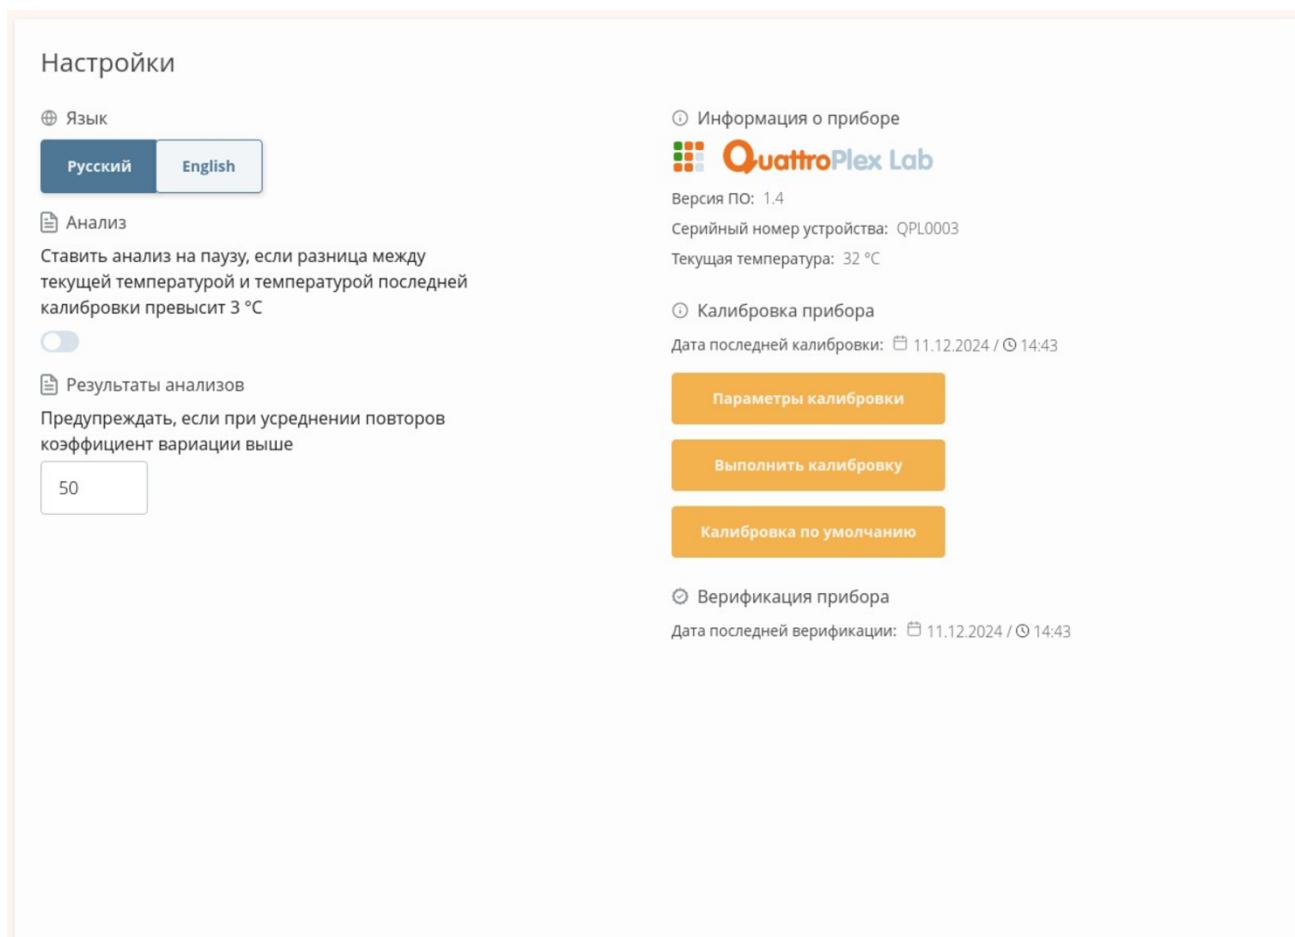 Настройки
Язык
Русский
English
Анализ
Ставить анализ на паузу, если разница между
текущей температурой и температурой последней
калибровки превысит 3 °C
Результаты анализов
Предупреждать, если при усреднении повторов
коэффициент вариации выше
50
Информация о приборе
QuattroPlex Lab
Версия ПО: 1.4
Серийный номер устройства: QPL0003
Текущая температура: 32 °C
Калибровка прибора
Дата последней калибровки: 11.12.2024 / 14:43
Параметры калибровки
Выполнить калибровку
Калибровка по умолчанию
Верификация прибора
Дата последней верификации: 11.12.2024 / 14:43